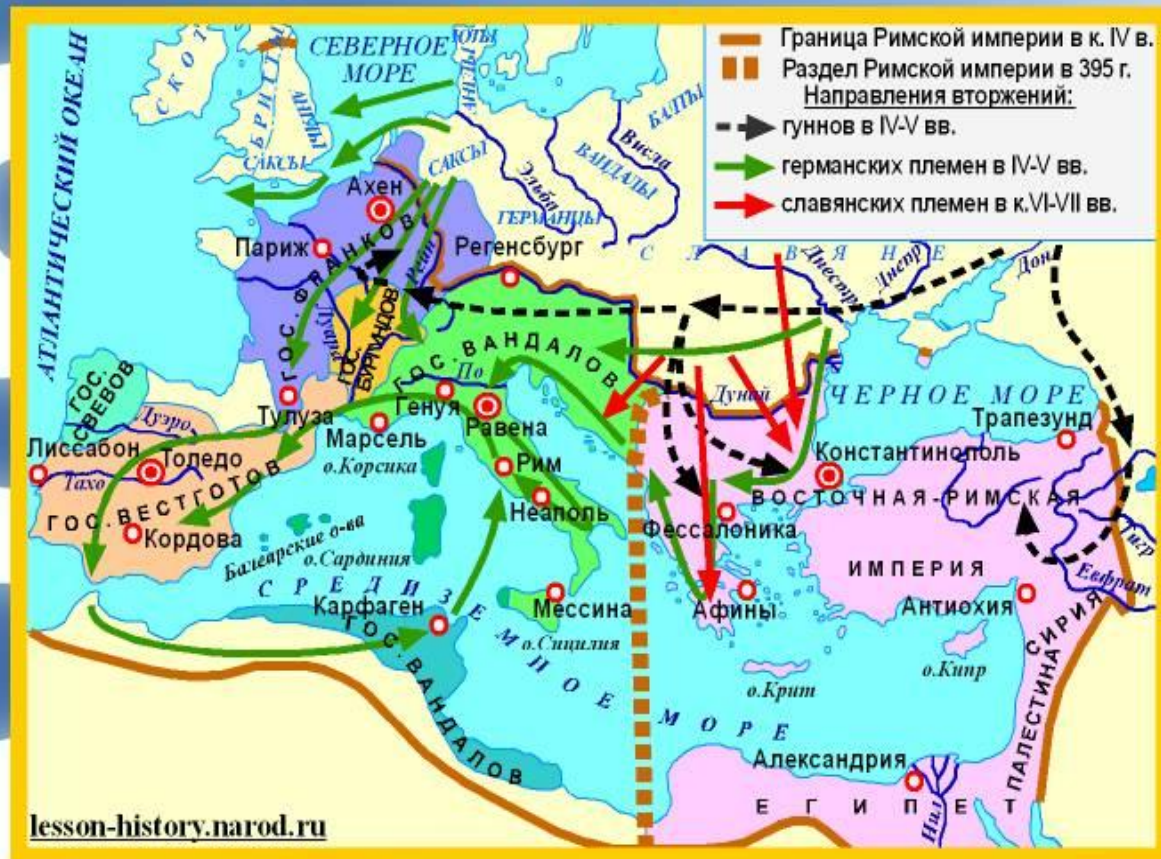 Граница Римской империи в к. IV в.
Раздел Римской империи в 395 г.
Направления вторжений:
гуннов в IV-V вв.
германских племен в IV-V вв.
славянских племен в к.VI-VII вв.
АТЛАНТИЧЕСКИЙ ОКЕАН
СЕВЕРНОЕ
МОРЕ
СКОТ
БРИТТЫ
АНГЛЫ
САКСЫ
ЮТЫ
САКСЫ
Эльба
ГЕРМАНЦЫ
ВАНДАЛЫ
Висла
БАЛТЫ
СЛАВЯНЕ
Днестр
Днепр
Дон
Ахен
Париж
Регенсбург
Рейн
Луара
ГОС. ФРАНКОВ
ГОС.
БУРГУНДОВ
ГОС. ВАНДАЛОВ
По
Дунай
ЧЕРНОЕ МОРЕ
ГОС.
СВЕВОВ
Дуэро
Тулуза
Генуя
Марсель
Равена
Трапезунд
Лиссабон
Толедо
Тахо
о.Корсика
Рим
Константинополь
ГОС. ВЕСТГОТОВ
Неаполь
ВОСТОЧНАЯ-РИМСКАЯ
ИМПЕРИЯ
Кордова
Балеарские о-ва
о.Сардиния
Фессалоника
Тигр
Евфрат
СРЕДИЗЕМНОЕ МОРЕ
Карфаген
Мессина
Афины
Антиохия
о.Сицилия
СИРИЯ
ГОС. ВАНДАЛОВ
о.Крит
о.Кипр
ПАЛЕСТИНА
Александрия
Нил
ЕГИПЕТ
lesson-history.narod.ru